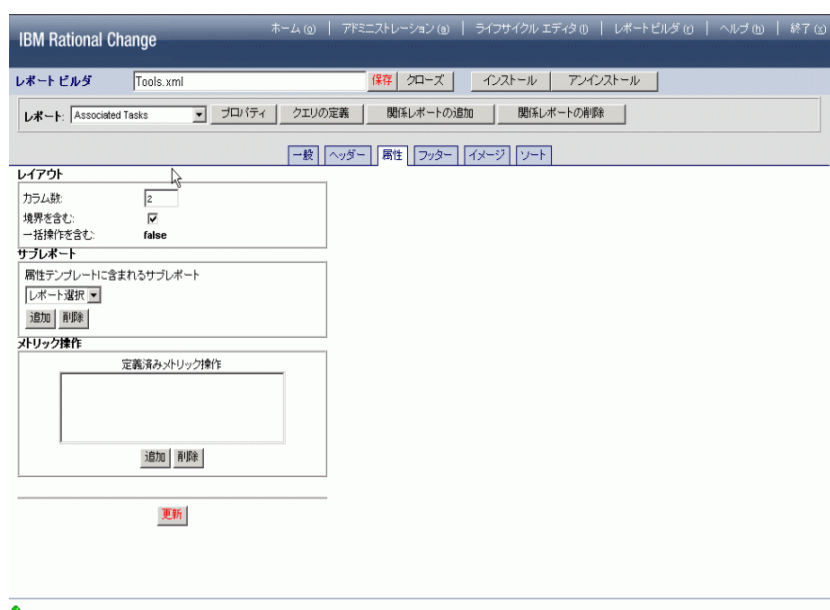 IBM Rational Change
ホーム(o) アドミニストレーション(a) ライフサイクル エディタ(l) レポートビルダ(r) ヘルプ(h) 終了(x)
レポート ビルダ Tools.xml 保存 クローズ インストール アンインストール
レポート: Associated Tasks プロパティ クエリの定義 関係レポートの追加 関係レポートの削除
一般 ヘッダー 属性 フッター イメージ ソート
レイアウト
カラム数: 2
境界を含む:
一括操作を含む: false
サブレポート
属性テンプレートに含まれるサブレポート
レポート選択
追加 削除
メトリック操作
定義済みメトリック操作
追加 削除
更新